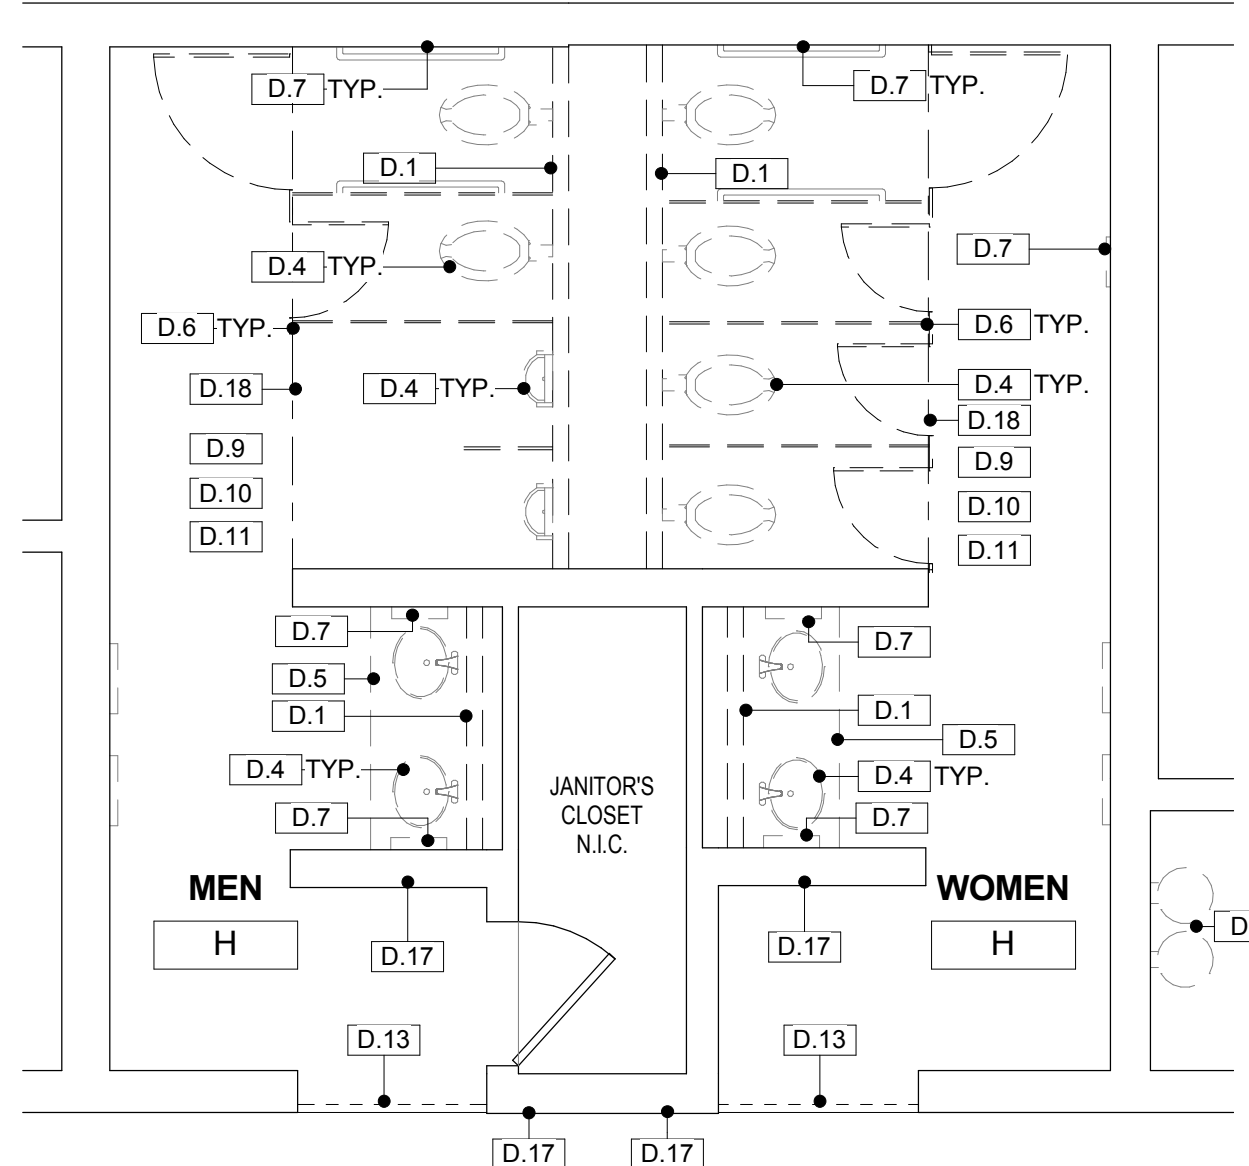 D.7 TYP.
D.7 TYP.
D.1
D.1
D.7
D.4 TYP.
D.6 TYP.
D.6 TYP.
D.18
D.4 TYP.
D.4 TYP.
D.18
D.9
D.9
D.10
D.10
D.11
D.11
D.7
D.7
D.5
D.1
D.1
D.5
D.4 TYP.
D.4 TYP.
JANITOR'S
CLOSET
N.I.C.
D.7
D.7
MEN
WOMEN
H
H
D.17
D.17
D
D.13
D.13
D.17
D.17